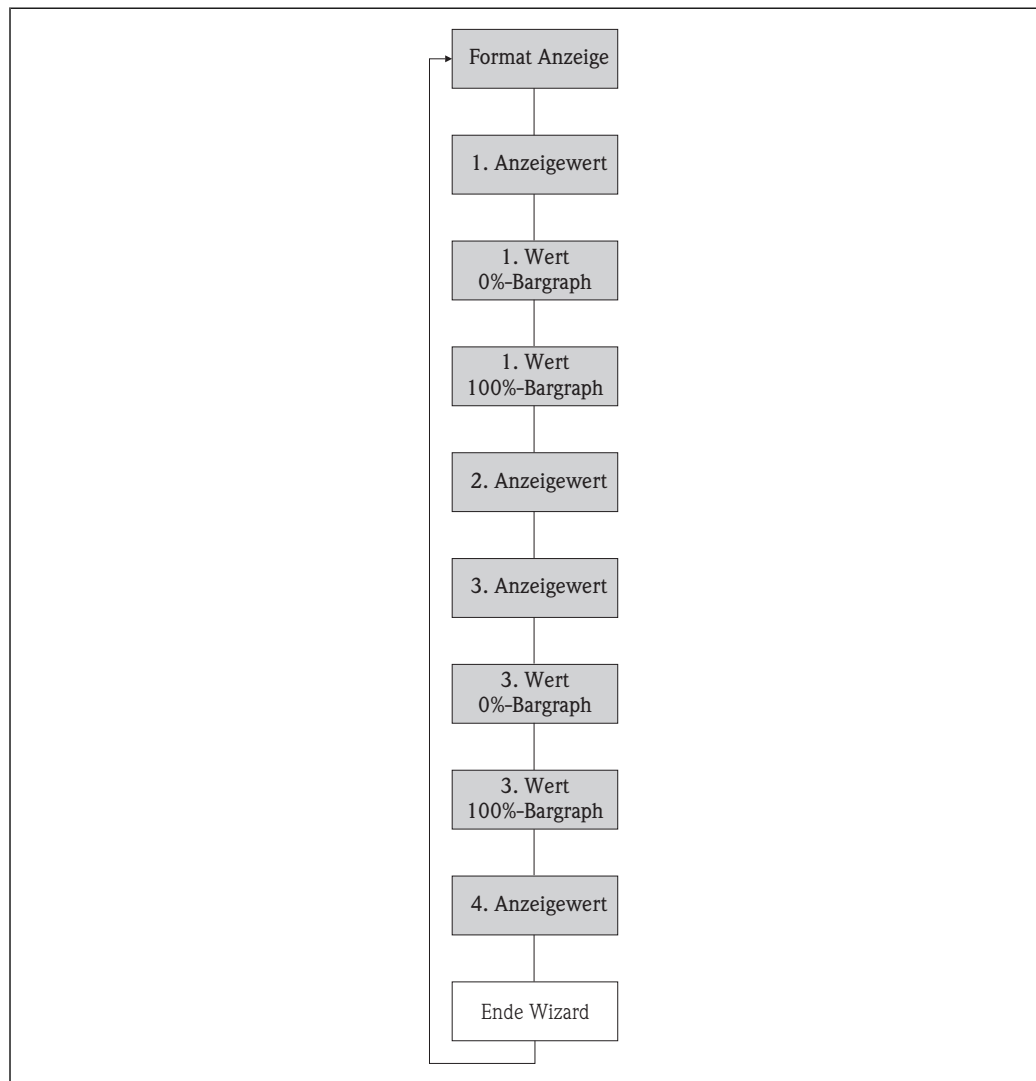 Format Anzeige
1. Anzeigewert
1. Wert
0%-Bargraph
1. Wert
100%-Bargraph
2. Anzeigewert
3. Anzeigewert
3. Wert
0%-Bargraph
3. Wert
100%-Bargraph
4. Anzeigewert
Ende Wizard